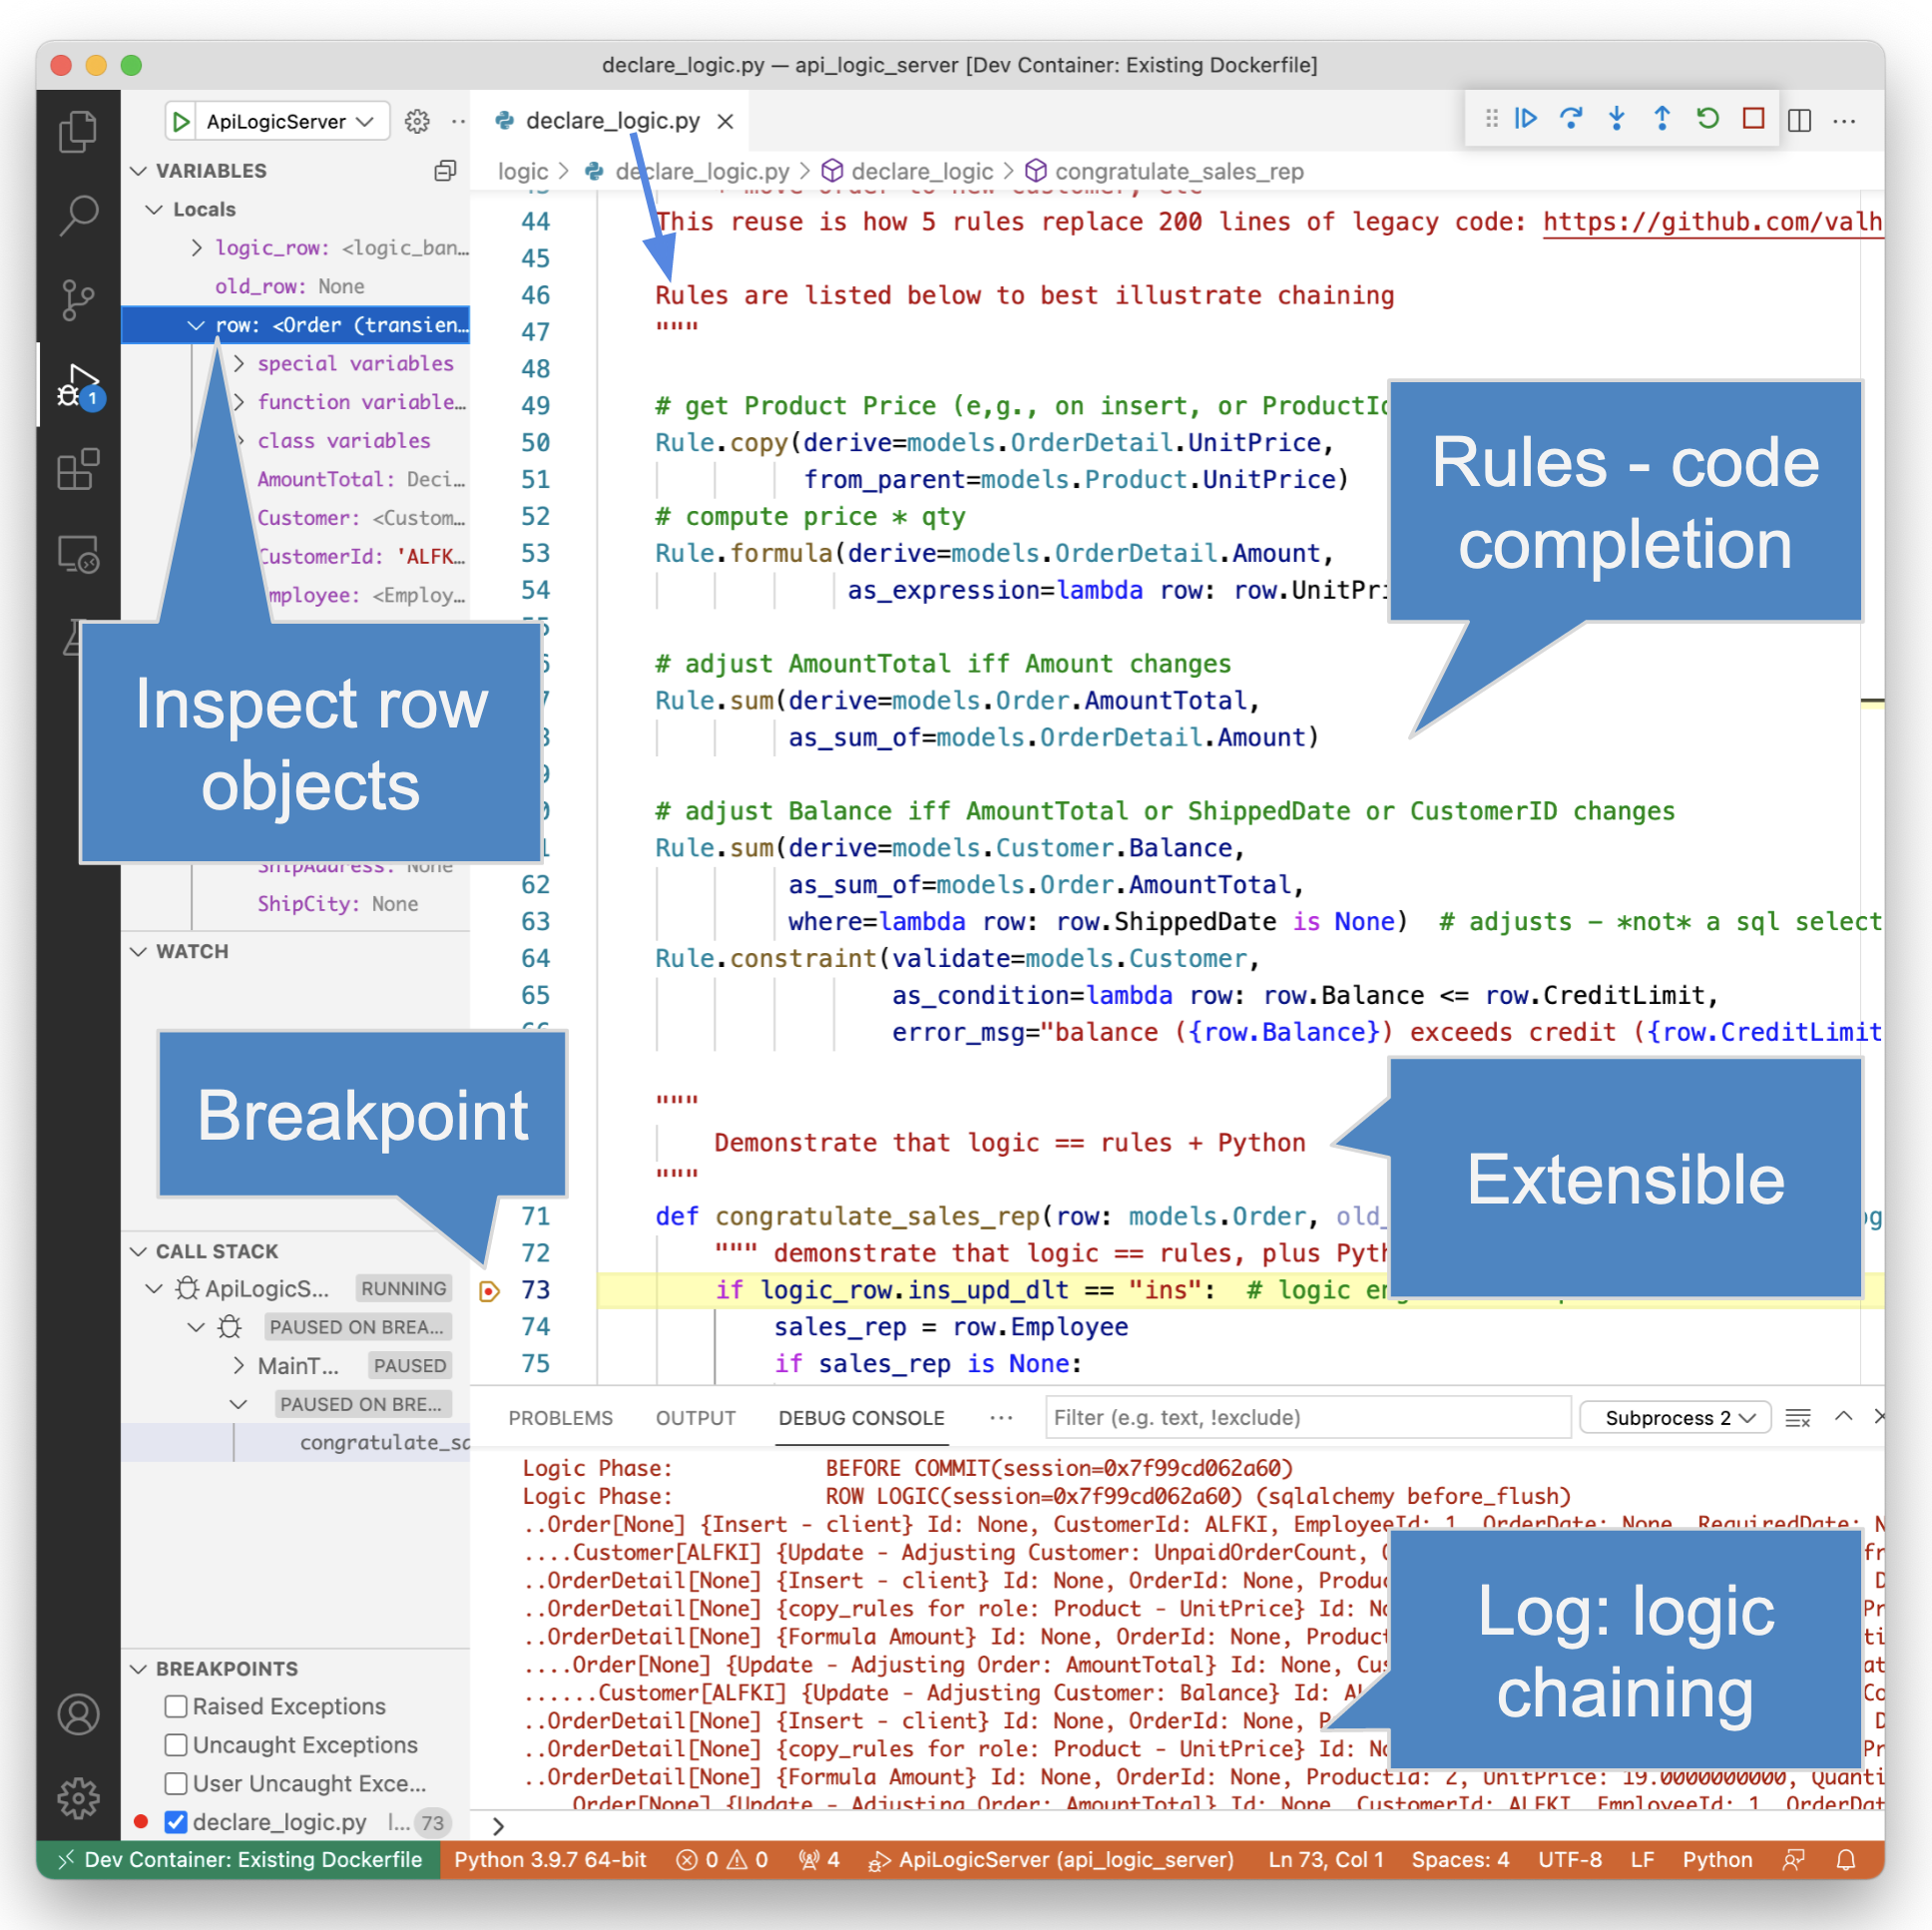 declare_logic.py — api_logic_server [Dev Container: Existing Dockerfile]
ApiLogicServer
declare_logic.py
VARIABLES
Locals
logic_row: <logic_ban...
old_row: None
row: <Order (transien...
special variables
function variable...
class variables
AmountTotal: Deci...
Customer: <Custom...
CustomerId: 'ALFK...
mployee: <Employ...
Inspect row
objects
ShipAddress: None
ShipCity: None
WATCH
Breakpoint
CALL STACK
ApiLogicS... RUNNING
PAUSED ON BREA...
MainT... PAUSED
PAUSED ON BRE...
congratulate_sa
BREAKPOINTS
Raised Exceptions
Uncaught Exceptions
User Uncaught Exce...
declare_logic.py l... 73
logic > declare_logic.py > declare_logic > congratulate_sales_rep
44 This reuse is how 5 rules replace 200 lines of legacy code: https://github.com/valh
45
46 Rules are listed below to best illustrate chaining
47 """
48
49 # get Product Price (e,g., on insert, or ProductId
50 Rule.copy(derive=models.OrderDetail.UnitPrice,
51 from_parent=models.Product.UnitPrice)
52 # compute price * qty
53 Rule.formula(derive=models.OrderDetail.Amount,
54 as_expression=lambda row: row.UnitPri
# adjust AmountTotal iff Amount changes
Rule.sum(derive=models.Order.AmountTotal,
as_sum_of=models.OrderDetail.Amount)
# adjust Balance iff AmountTotal or ShippedDate or CustomerID changes
Rule.sum(derive=models.Customer.Balance,
62 as_sum_of=models.Order.AmountTotal,
63 where=lambda row: row.ShippedDate is None) # adjusts – *not* a sql select
64 Rule.constraint(validate=models.Customer,
65 as_condition=lambda row: row.Balance <= row.CreditLimit,
error_msg="balance ({row.Balance}) exceeds credit ({row.CreditLimit
"""
Demonstrate that logic == rules + Python
"""
71 def congratulate_sales_rep(row: models.Order, old_
72 """ demonstrate that logic == rules, plus Pyth
73 if logic_row.ins_upd_dlt == "ins": # logic en
74 sales_rep = row.Employee
75 if sales_rep is None:
Rules - code
completion
Extensible
PROBLEMS OUTPUT DEBUG CONSOLE ... Filter (e.g. text, !exclude) Subprocess 2
Logic Phase: BEFORE COMMIT(session=0x7f99cd062a60)
Logic Phase: ROW LOGIC(session=0x7f99cd062a60) (sqlalchemy before_flush)
..Order[None] {Insert - client} Id: None, CustomerId: ALFKI, EmployeeId: 1, OrderDate: None, RequiredDate: N
....Customer[ALFKI] {Update - Adjusting Customer: UnpaidOrderCount,
..OrderDetail[None] {Insert - client} Id: None, OrderId: None, Produc
..OrderDetail[None] {copy_rules for role: Product - UnitPrice} Id: No
..OrderDetail[None] {Formula Amount} Id: None, OrderId: None, Product
....Order[None] {Update - Adjusting Order: AmountTotal} Id: None, Cus
......Customer[ALFKI] {Update - Adjusting Customer: Balance} Id: Al
..OrderDetail[None] {Insert - client} Id: None, OrderId: None, P
..OrderDetail[None] {copy_rules for role: Product - UnitPrice} Id: No
..OrderDetail[None] {Formula Amount} Id: None, OrderId: None, ProductId: 2, UnitPrice: 19.0000000000, Quanti
Order[None] {Update - Adjusting Order: AmountTotal} Id: None, CustomerId: ALFKI, EmployeeId: 1, OrderDat
Log: logic
chaining
Dev Container: Existing Dockerfile Python 3.9.7 64-bit 0 0 4 ApiLogicServer (api_logic_server) Ln 73, Col 1 Spaces: 4 UTF-8 LF Python